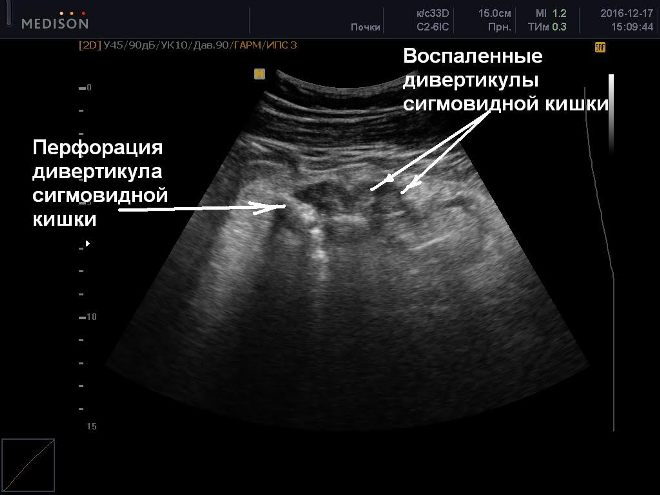 MEDISON
Почки
к/с33D
C2-6IC
15.0см
Прн.
MI 1.2
ТИм 0.3
2016-12-17
15:09:44
[2D] У45/90дБ/УК10/Дав.90/ГАРМ/ИПС 3
Воспаленные
дивертикулы
сигмовидной кишки
Перфорация
дивертикула
сигмовидной
кишки
0
10
15